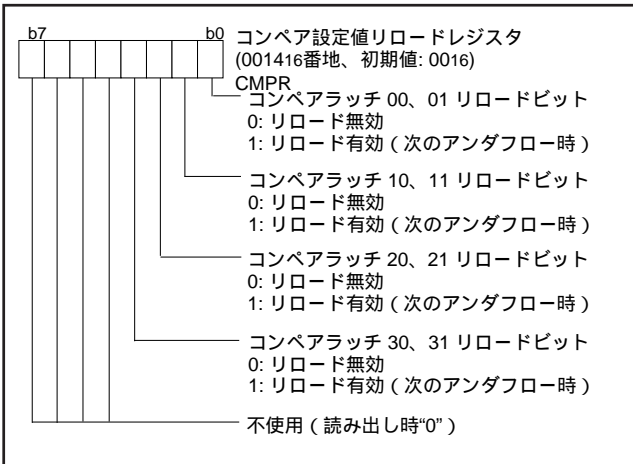 b7 b0 コンペア設定値リロードレジスタ
(001416番地、初期値: 0016)
CMPR
コンペアラッチ 00、01 リロードビット
0: リロード無効
1: リロード有効 ( 次のアンダフロー時 )
コンペアラッチ 10、11 リロードビット
0: リロード無効
1: リロード有効 ( 次のアンダフロー時 )
コンペアラッチ 20、21 リロードビット
0: リロード無効
1: リロード有効 ( 次のアンダフロー時 )
コンペアラッチ 30、31 リロードビット
0: リロード無効
1: リロード有効 ( 次のアンダフロー時 )
不使用 ( 読み出し時“0” )